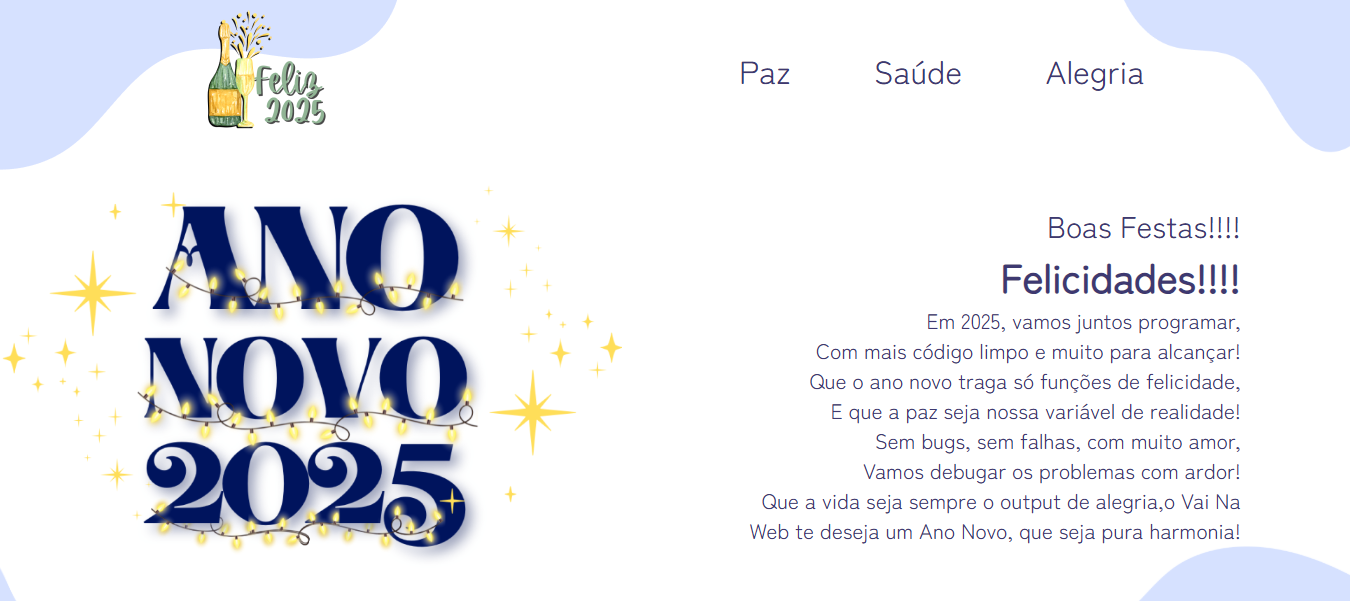 Feliz
2025
Paz
Saúde
Alegria
ANO
NOVO
2025
Boas Festas!!!!
Felicidades!!!!
Em 2025, vamos juntos programar,
Com mais código limpo e muito para alcançar!
Que o ano novo traga só funções de felicidade,
E que a paz seja nossa variável de realidade!
Sem bugs, sem falhas, com muito amor,
Vamos debugar os problemas com ardor!
Que a vida seja sempre o output de alegria,o Vai Na
Web te deseja um Ano Novo, que seja pura harmonia!